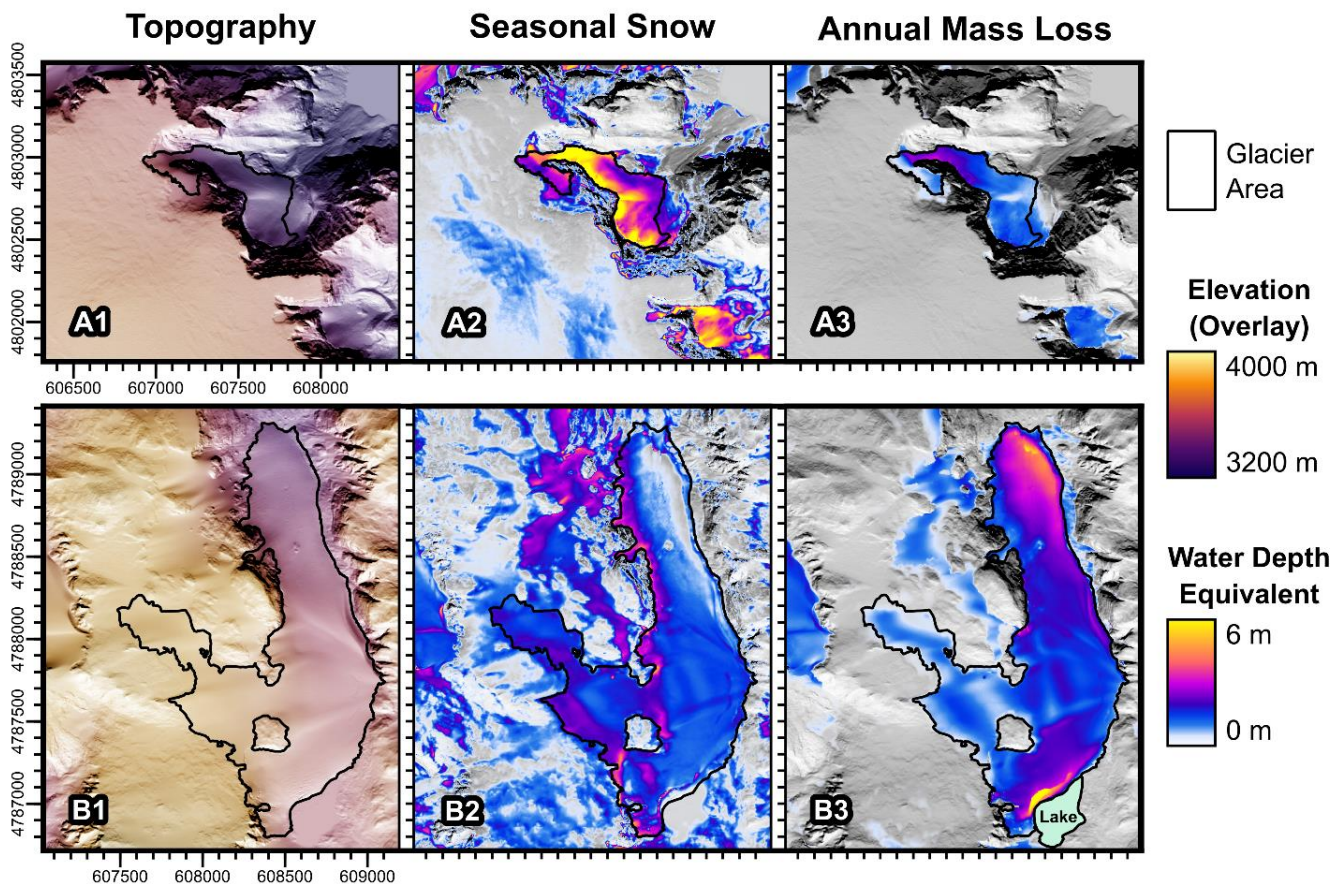 Topography
Seasonal Snow
Annual Mass Loss
4803500
4803000
4802500
4802000
A1
A2
A3
606500 607000 607500 608000
4789000
4788500
4788000
4787500
4787000
B1
B2
B3
Lake
607500 608000 608500 609000
Glacier
Area
Elevation
(Overlay)
4000 m
3200 m
Water Depth
Equivalent
6 m
0 m